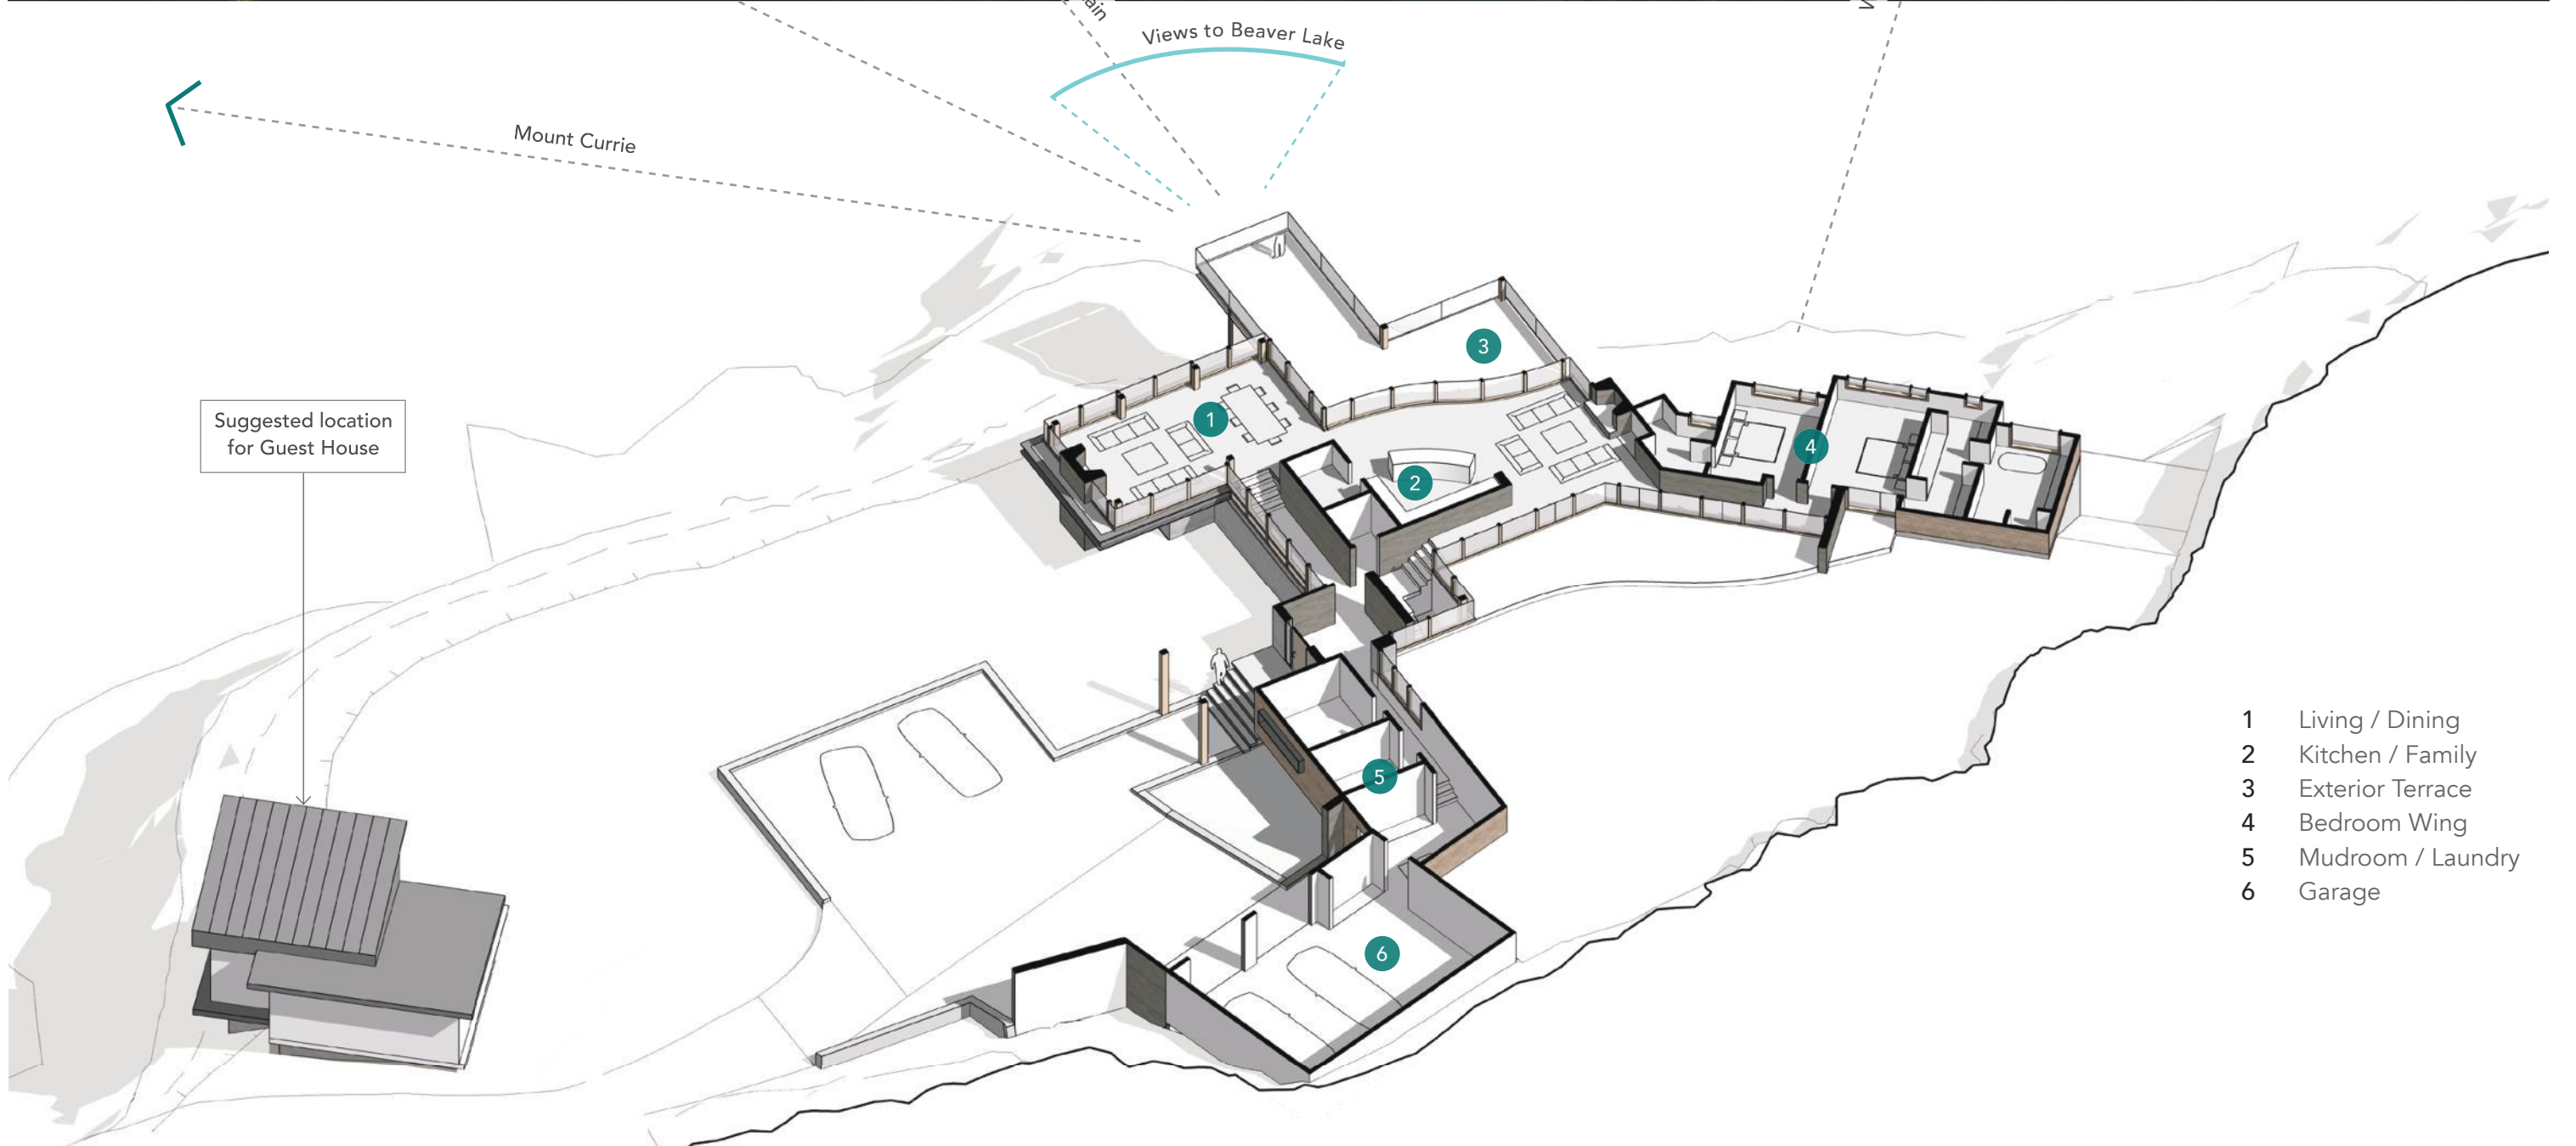 Views to Beaver Lake
Mount Currie
Suggested location
for Guest House
1
2
3
4
5
6
1 Living / Dining
2 Kitchen / Family
3 Exterior Terrace
4 Bedroom Wing
5 Mudroom / Laundry
6 Garage